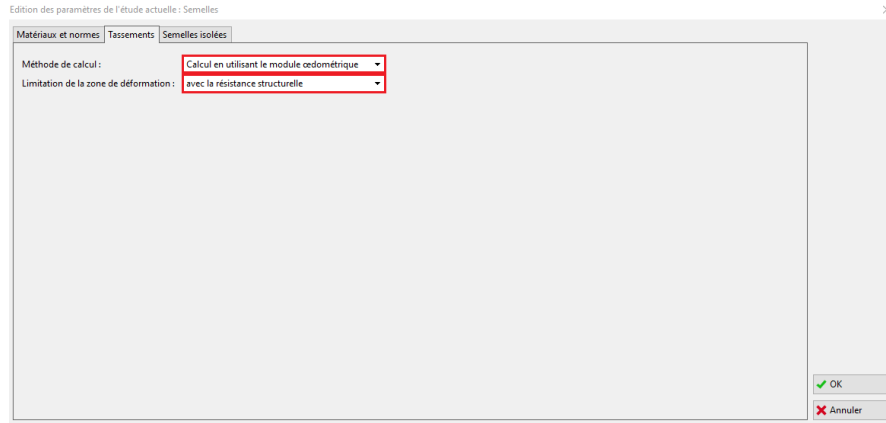 Edition des paramètres de l'étude actuelle : Semelles
Matériaux et normes Tassements Semelles isolées
Méthode de calcul : Calcul en utilisant le module œdométrique
Limitation de la zone de déformation : avec la résistance structurelle
OK
Annuler